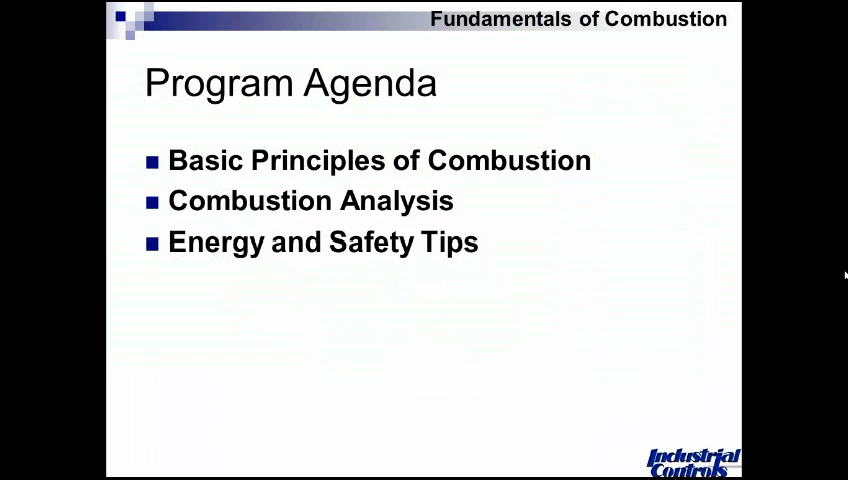 Fundamentals of Combustion
Program Agenda
Basic Principles of Combustion
Combustion Analysis
Energy and Safety Tips
Industrial
Controls